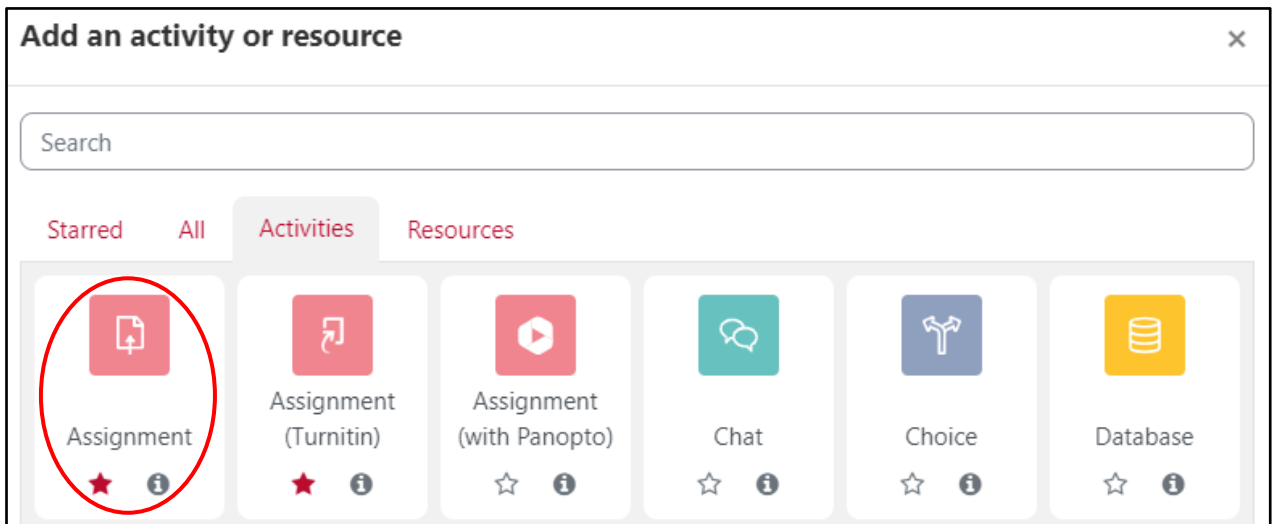 Add an activity or resource
Search
Starred All Activities Resources
Assignment
Assignment
(Turnitin)
Assignment
(with Panopto)
Chat
Choice
Database